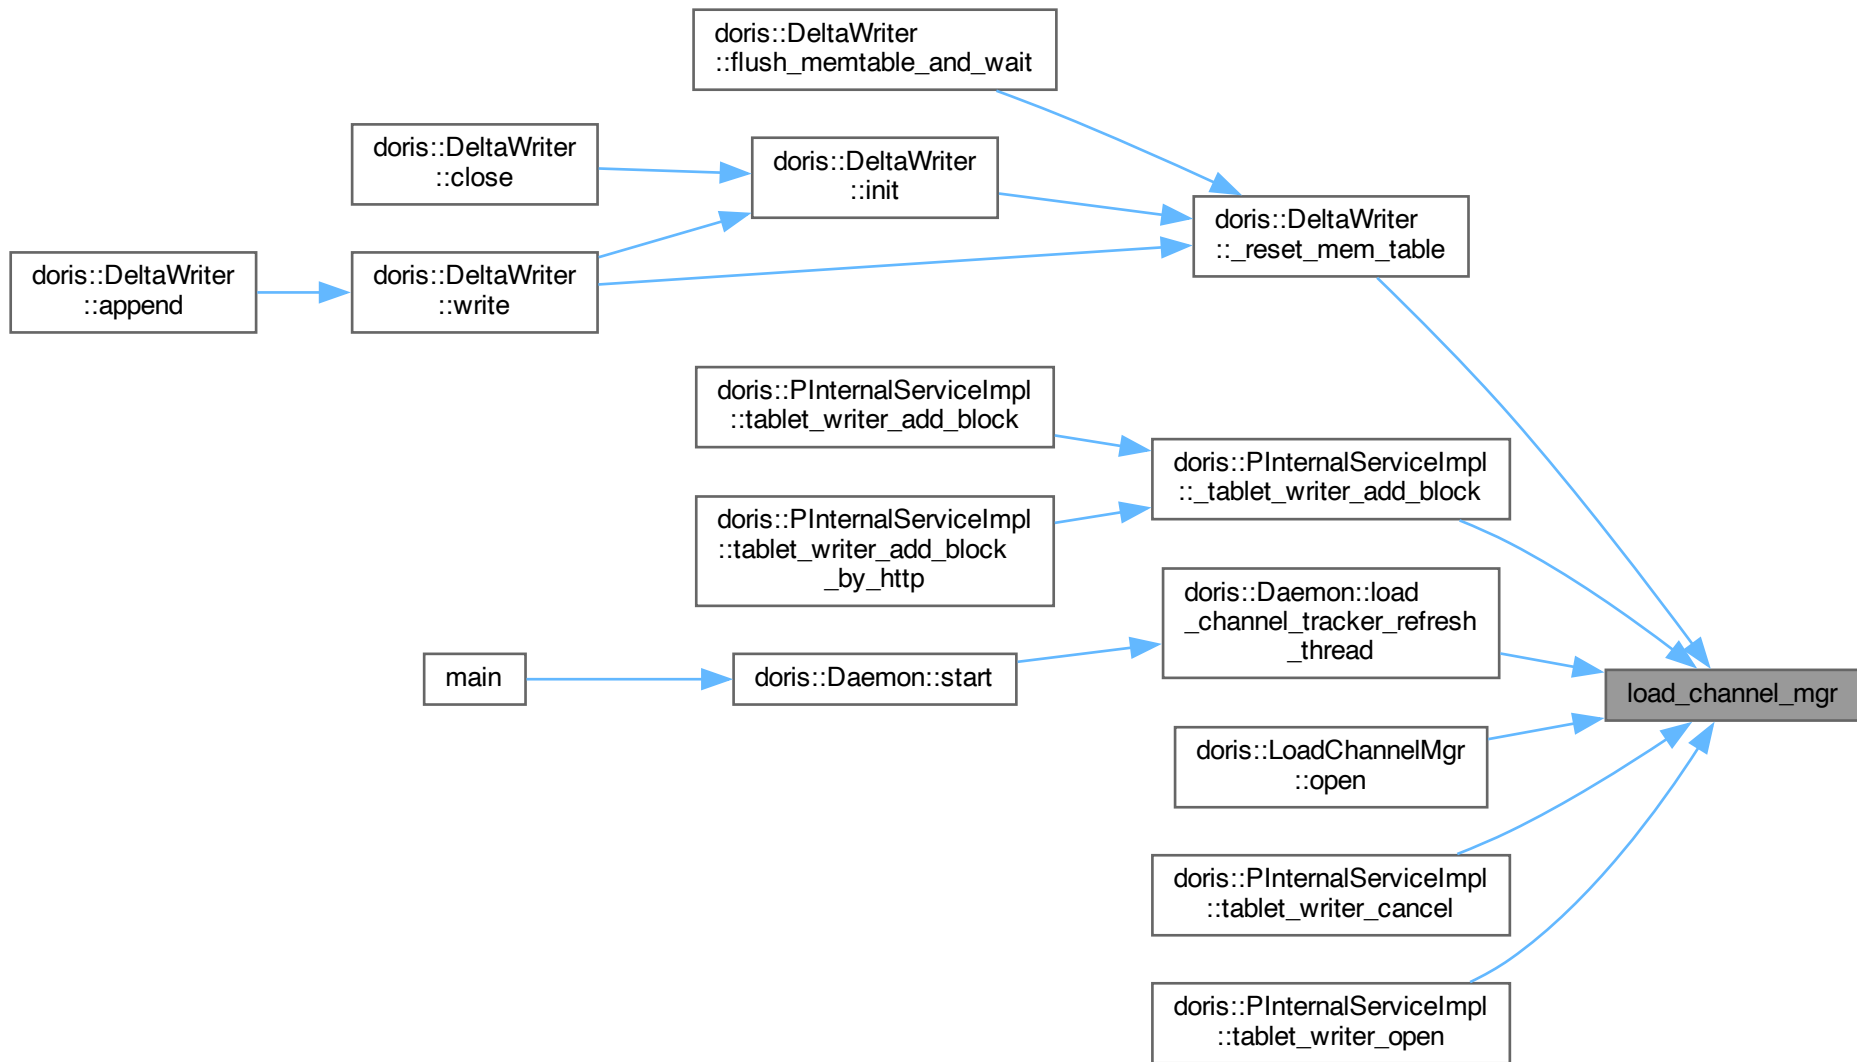 doris::DeltaWriter
::flush_memtable_and_wait
doris::DeltaWriter
::close
doris::DeltaWriter
::init
doris::DeltaWriter
::_reset_mem_table
doris::DeltaWriter
::append
doris::DeltaWriter
::write
doris::PInternalServiceImpl
::tablet_writer_add_block
doris::PInternalServiceImpl
::_tablet_writer_add_block
doris::PInternalServiceImpl
::tablet_writer_add_block
_by_http
doris::Daemon::load
_channel_tracker_refresh
_thread
main
doris::Daemon::start
load_channel_mgr
doris::LoadChannelMgr
::open
doris::PInternalServiceImpl
::tablet_writer_cancel
doris::PInternalServiceImpl
::tablet_writer_open